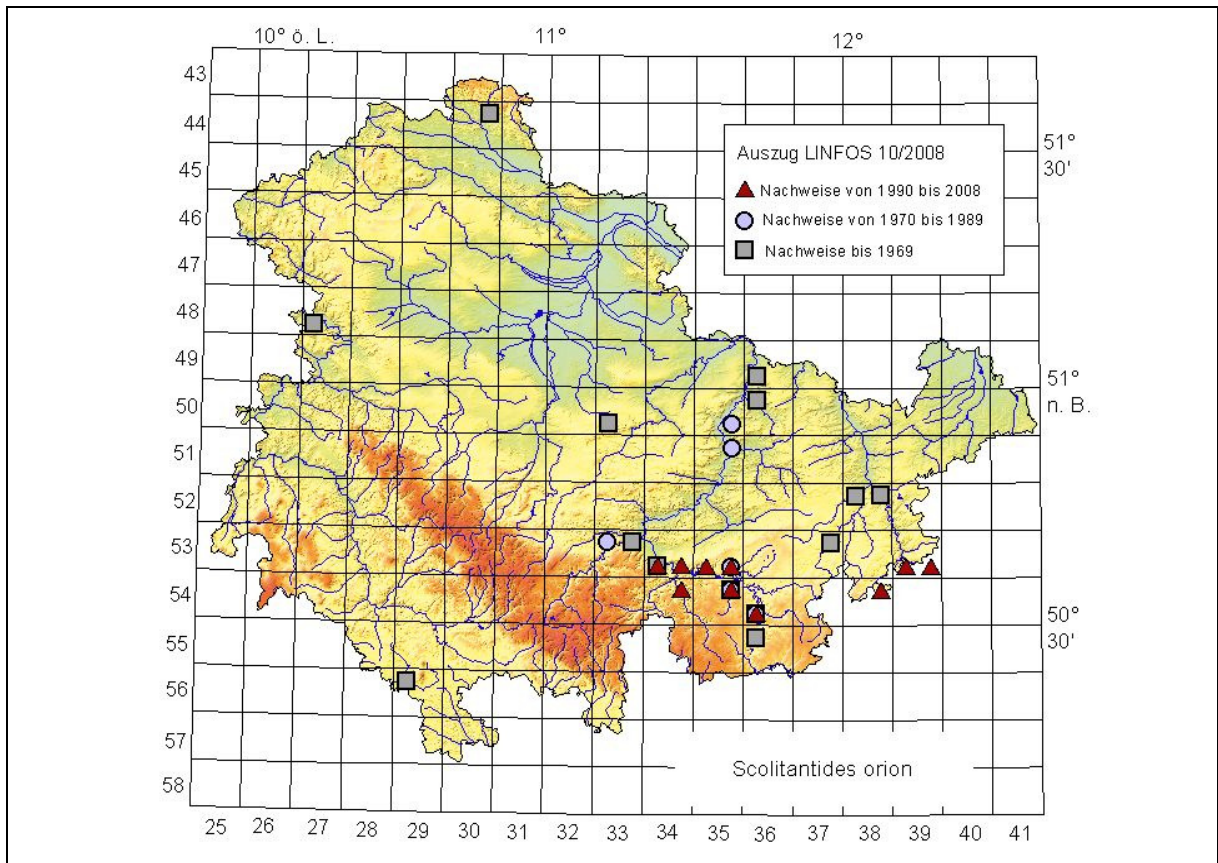 10° ö. L.
11°
12°
43
44
45
46
47
48
49
50
51
52
53
54
55
56
57
58
51°
30'
51°
n. B.
50°
30'
Auszug LINFOS 10/2008
Nachweise von 1990 bis 2008
Nachweise von 1970 bis 1989
Nachweise bis 1969
Scolitantides orion
25 26 27 28 29 30 31 32 33 34 35 36 37 38 39 40 41